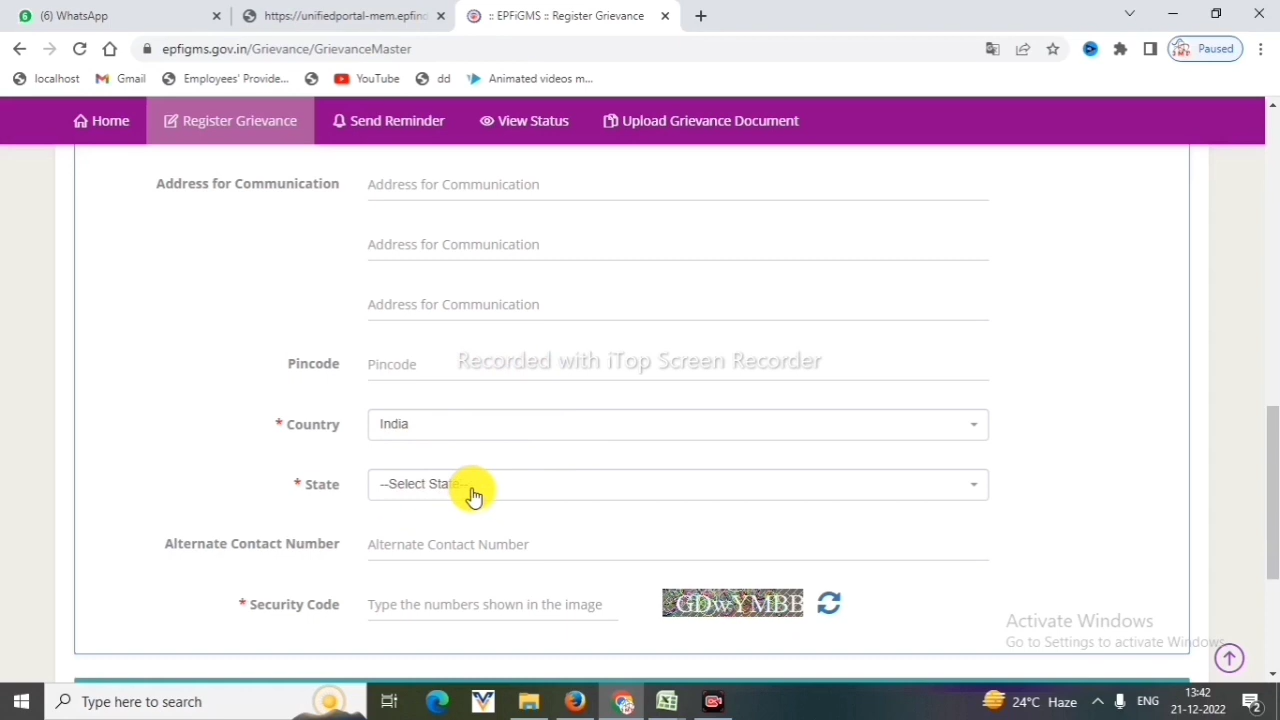 (6) WhatsApp
https://unifiedportal-mem.epfind
:: EPFiGMS :: Register Grievance
epfigms.gov.in/Grievance/GrievanceMaster
Paused
localhost
Gmail
Employees' Provide...
YouTube
dd
Animated videos m...
Home
Register Grievance
Send Reminder
View Status
Upload Grievance Document
Address for Communication
Address for Communication
Address for Communication
Address for Communication
Pincode
Pincode
Recorded with iTop Screen Recorder
* Country
India
* State
--Select State--
Alternate Contact Number
Alternate Contact Number
* Security Code
Type the numbers shown in the image
GDwYMBB
Activate Windows
Go to Settings to activate Windows.
Type here to search
24°C Haze
ENG
13:42
21-12-2022
2